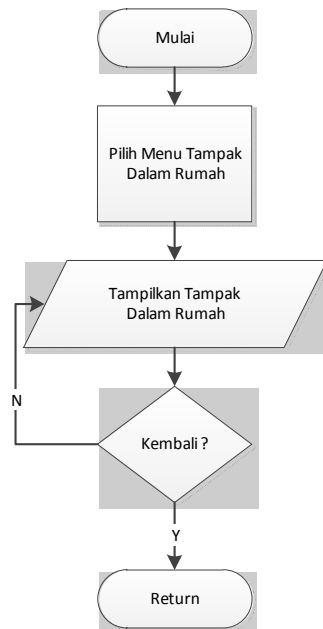 Mulai
Pilih Menu Tampak
Dalam Rumah
Tampilkan Tampak
Dalam Rumah
N
Kembali ?
Y
Return